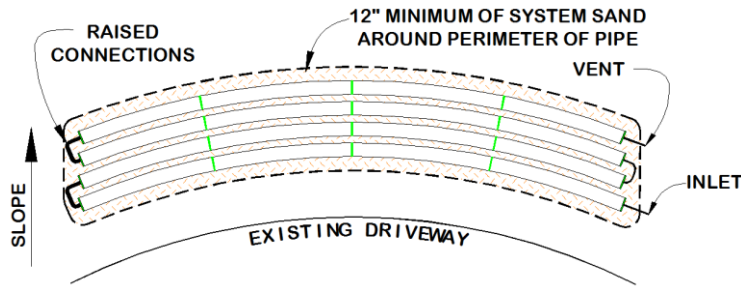 12" MINIMUM OF SYSTEM SAND
AROUND PERIMETER OF PIPE
RAISED
CONNECTIONS
VENT
INLET
SLOPE
EXISTING DRIVEWAY